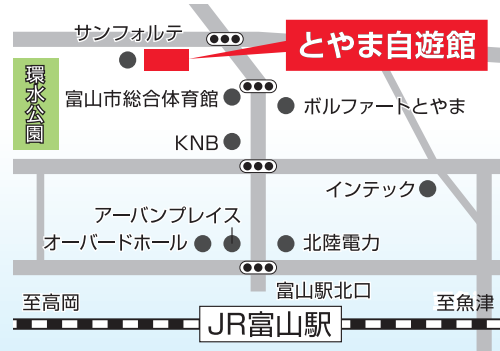 サンフォルテ
とやま自遊館
環水公園
富山市総合体育館
ボルファートとやま
KNB
インテック
アーバンプレイス
オーバードホール
北陸電力
富山駅北口
至高岡
至魚津
JR富山駅